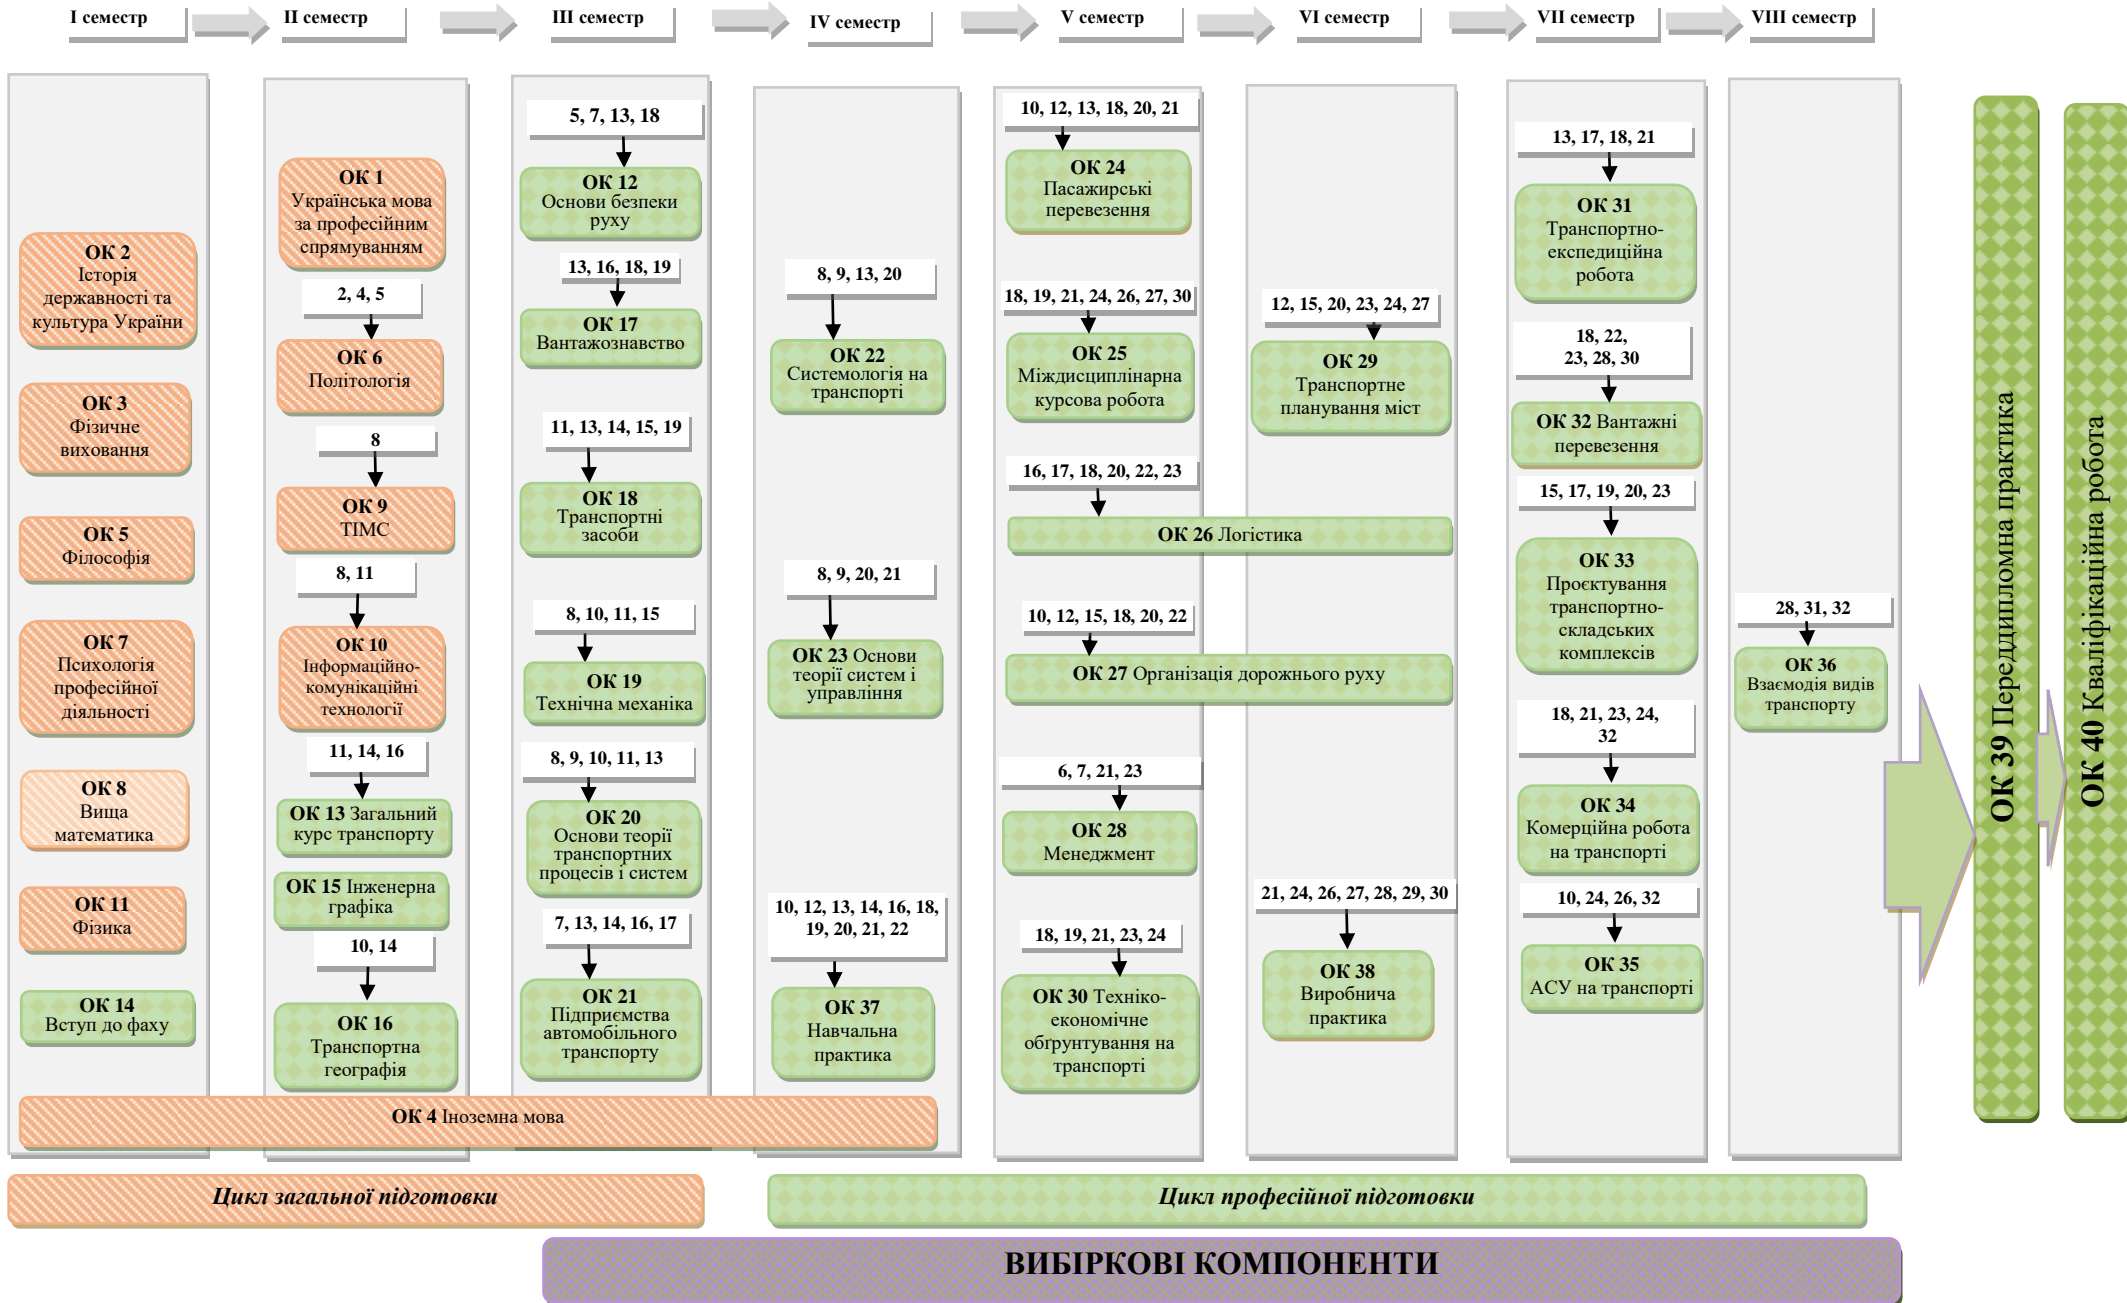 I семестр
II семестр
III семестр
IV семестр
V семестр
VI семестр
VII семестр
VIII семестр
ОК 2
Історія
державності та
культура України
ОК 3
Фізичне
виховання
ОК 5
Філософія
ОК 7
Психологія
професійної
діяльності
ОК 8
Вища
математика
ОК 11
Фізика
ОК 14
Вступ до фаху
ОК 1
Українська мова
за професійним
спрямуванням
2, 4, 5
ОК 6
Політологія
8
ОК 9
ТІМС
8, 11
ОК 10
Інформаційно-
комунікаційні
технології
11, 14, 16
ОК 13 Загальний
курс транспорту
ОК 15 Інженерна
графіка
10, 14
ОК 16
Транспортна
географія
5, 7, 13, 18
ОК 12
Основи безпеки
руху
13, 16, 18, 19
ОК 17
Вантажознавство
11, 13, 14, 15, 19
ОК 18
Транспортні
засоби
8, 10, 11, 15
ОК 19
Технічна механіка
8, 9, 10, 11, 13
ОК 20
Основи теорії
транспортних
процесів і систем
7, 13, 14, 16, 17
ОК 21
Підприємства
автомобільного
транспорту
8, 9, 13, 20
ОК 22
Системологія на
транспорті
8, 9, 20, 21
ОК 23 Основи
теорії систем і
управління
10, 12, 13, 14, 16, 18,
19, 20, 21, 22
ОК 37
Навчальна
практика
ОК 4 Іноземна мова
10, 12, 13, 18, 20, 21
ОК 24
Пасажирські
перевезення
18, 19, 21, 24, 26, 27, 30
ОК 25
Міждисциплінарна
курсова робота
16, 17, 18, 20, 22, 23
ОК 26 Логістика
10, 12, 15, 18, 20, 22
ОК 27 Організація дорожнього руху
6, 7, 21, 23
ОК 28
Менеджмент
18, 19, 21, 23, 24
ОК 30 Техніко-
економічне
обґрунтування на
транспорті
12, 15, 20, 23, 24, 27
ОК 29
Транспортне
планування міст
21, 24, 26, 27, 28, 29, 30
ОК 38
Виробнича
практика
13, 17, 18, 21
ОК 31
Транспортно-
експедиційна
робота
18, 22,
23, 28, 30
ОК 32 Вантажні
перевезення
15, 17, 19, 20, 23
ОК 33
Проєктування
транспортно-
складських
комплексів
18, 21, 23, 24,
32
ОК 34
Комерційна робота
на транспорті
10, 24, 26, 32
ОК 35
АСУ на транспорті
28, 31, 32
ОК 36
Взаємодія видів
транспорту
ОК 39 Переддипломна практика
ОК 40 Кваліфікаційна робота
Цикл загальної підготовки
Цикл професійної підготовки
ВИБІРКОВІ КОМПОНЕНТИ